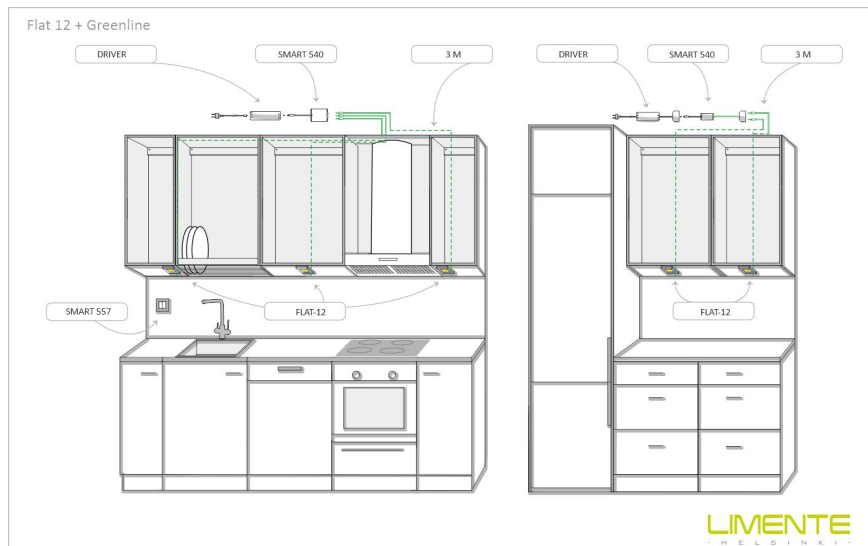 Flat 12 + Greenline
DRIVER
SMART 540
3 M
DRIVER
SMART 540
3 M
SMART 557
FLAT-12
FLAT-12
LIMENTE
- HELSINKI -